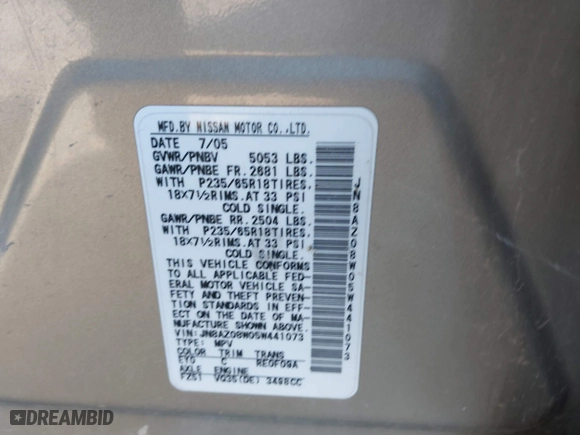 MFD.BY NISSAN MOTOR CO.,LTD.
DATE 7/05
GVWR/PNBV 5053 LBS.
GAWR/PNBE FR. 2681 LBS.
WITH P235/65R18TIRES.
18X7½RIMS.AT 33 PSI
COLD SINGLE.
GAWR/PNBE RR. 2504 LBS.
WITH P235/65R18TIRES.
18X7½RIMS.AT 33 PSI
COLD SINGLE.
THIS VEHICLE CONFORMS
TO ALL APPLICABLE FED-
ERAL MOTOR VEHICLE SA-
FETY AND THEFT PREVEN-
TION STANDARDS IN EFF-
ECT ON THE DATE OF MA-
NUFACTURE SHOWN ABOVE.
VIN:JN8AZ08W05W441073
TYPE: MPV
COLOR TRIM TRANS
EY0 C RE0F09A
AXLE ENGINE
FZ51 VQ35(DE) 3498CC
JN8AZ08W05W441073